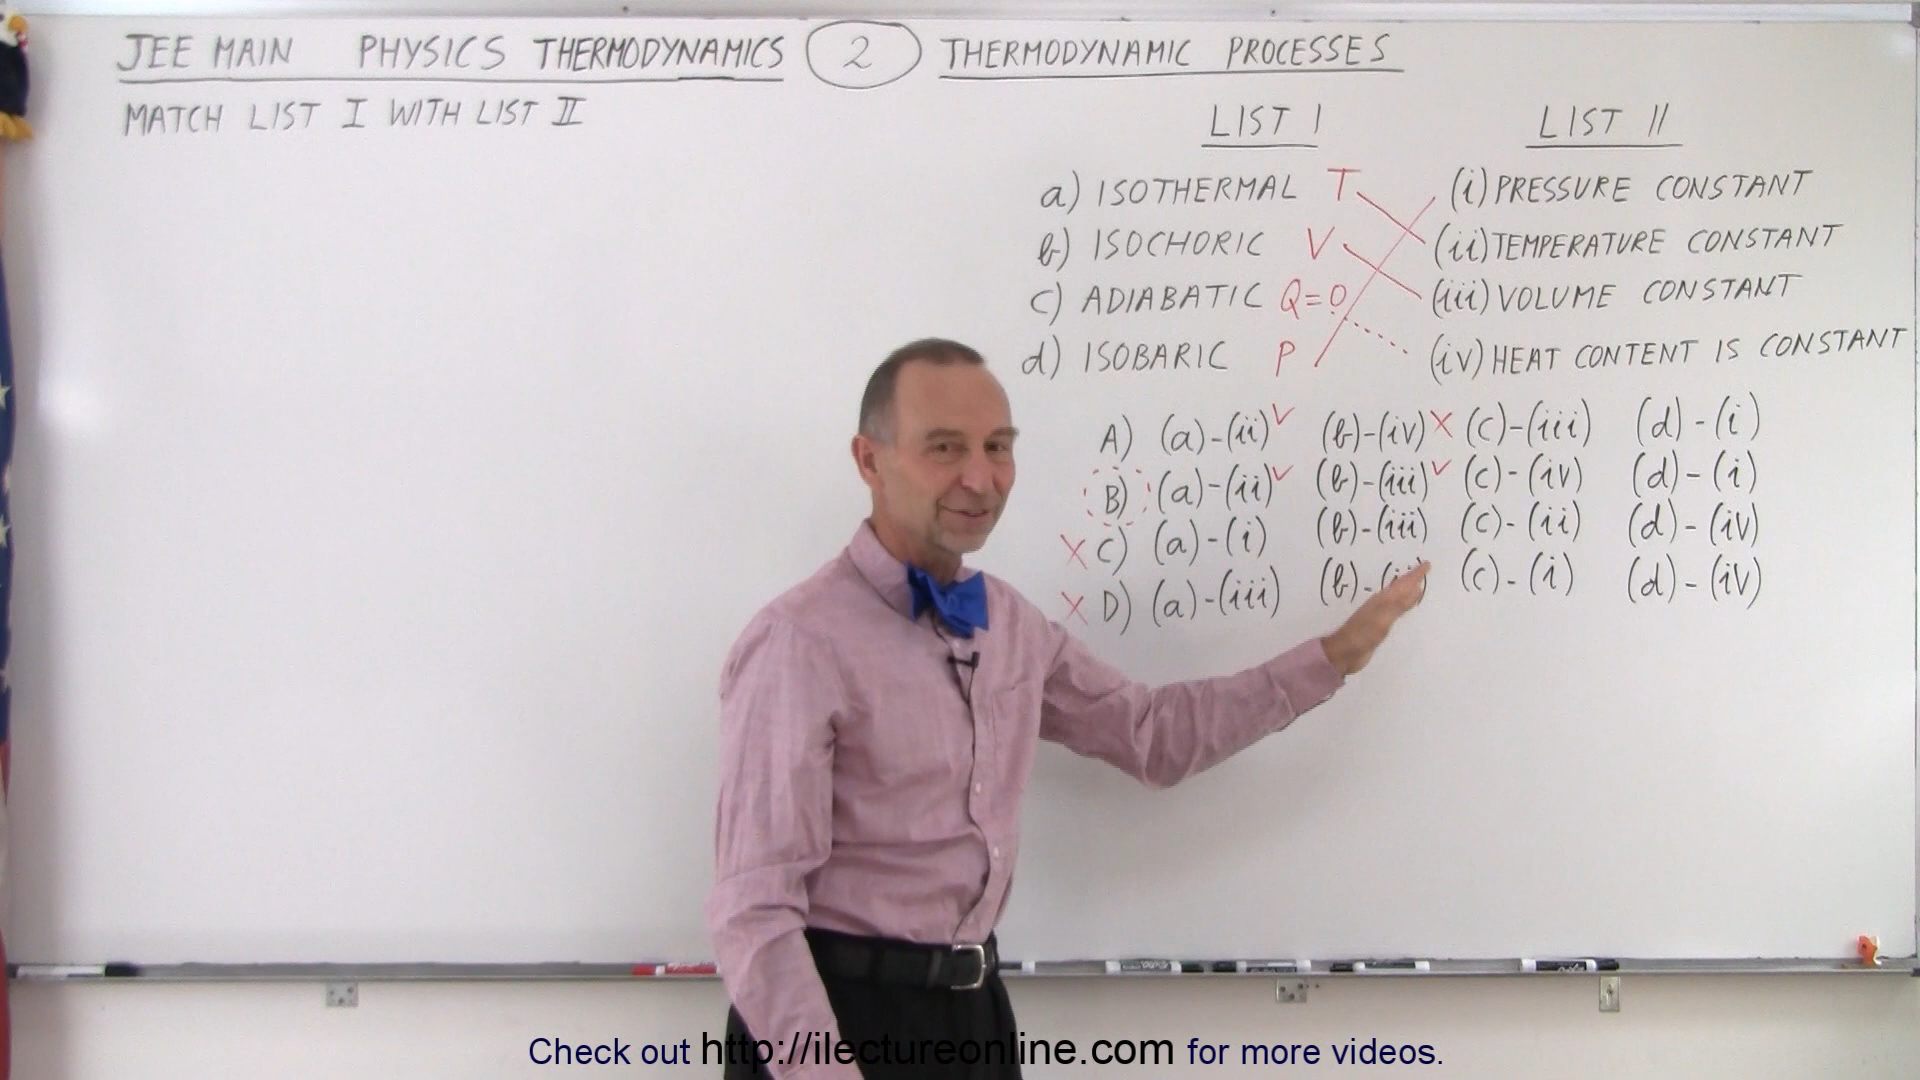 JEE MAIN PHYSICS THERMODYNAMICS 2 THERMODYNAMIC PROCESSES
MATCH LIST I WITH LIST II
LIST I LIST II
a) ISOTHERMAL T (i) PRESSURE CONSTANT
b) ISOCHORIC V (ii) TEMPERATURE CONSTANT
c) ADIABATIC Q=0 (iii) VOLUME CONSTANT
d) ISOBARIC P (iv) HEAT CONTENT IS CONSTANT
A) (a)-(ii) ✓ (b)-(iv) X (c)-(iii) (d)-(i)
B) (a)-(ii) ✓ (b)-(iii) ✓ (c)-(iv) (d)-(i)
X C) (a)-(i) (b)-(iii) (c)-(ii) (d)-(iv)
X D) (a)-(iii) (b)- (c)-(i) (d)-(iv)
Check out http://ilectureonline.com for more videos.